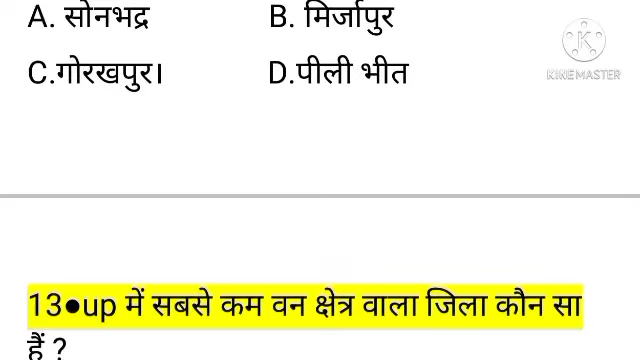 A. सोनभद्र B. मिर्जापुर
KINEMASTER
C.गोरखपुर। D.पीली भीत
13●up में सबसे कम वन क्षेत्र वाला जिला कौन सा
हैं ?